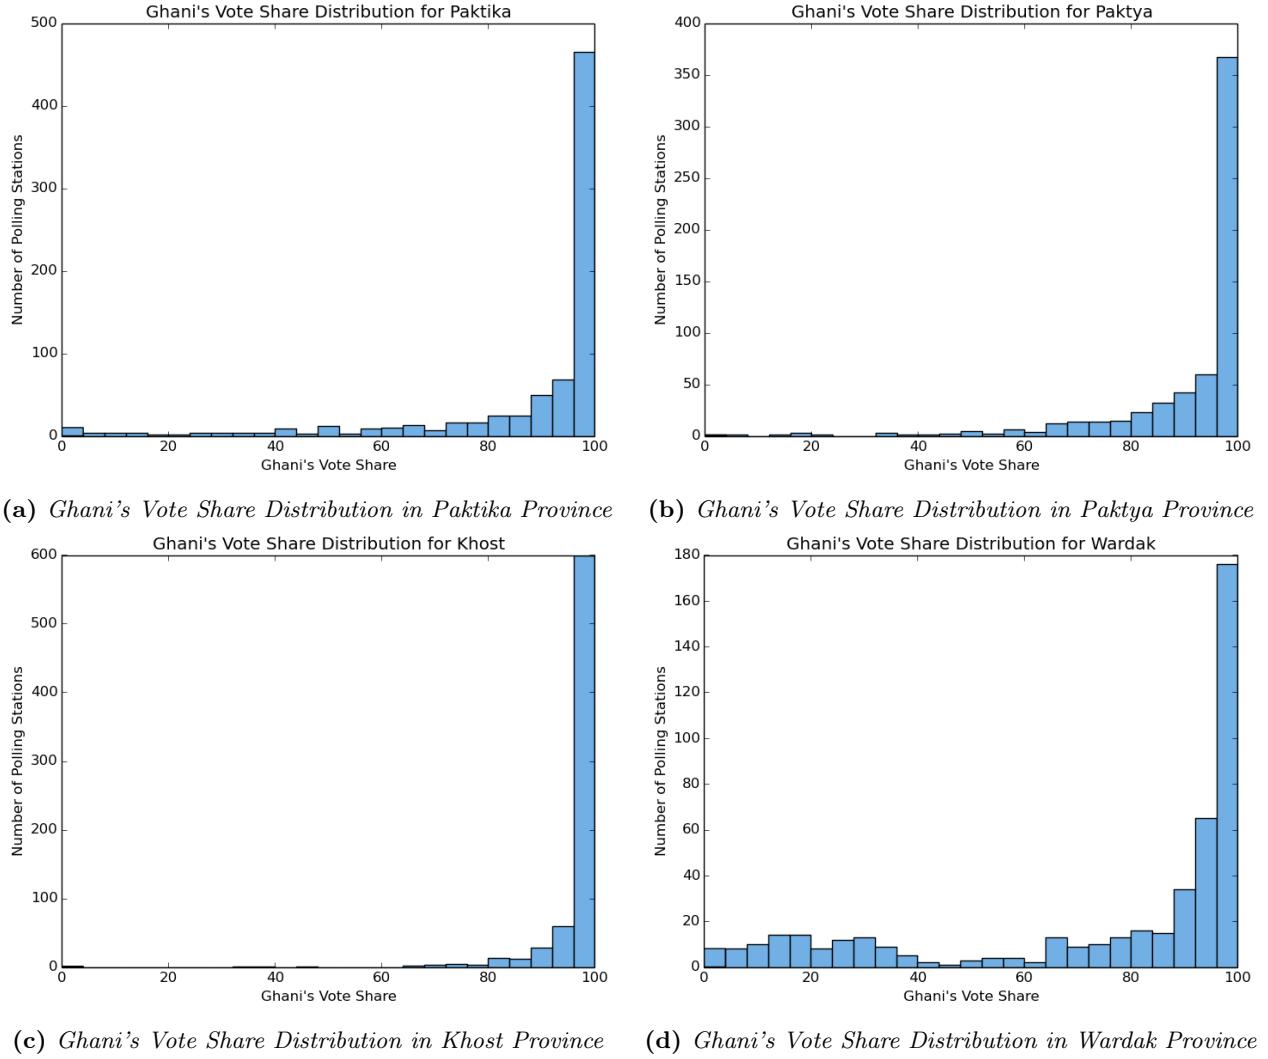 Ghani's Vote Share Distribution for Paktika
500
400
300
200
100
0
Number of Polling Stations
0 20 40 60 80 100
Ghani's Vote Share
(a) Ghani's Vote Share Distribution in Paktika Province
Ghani's Vote Share Distribution for Paktya
400
350
300
250
200
150
100
50
0
Number of Polling Stations
0 20 40 60 80 100
Ghani's Vote Share
(b) Ghani's Vote Share Distribution in Paktya Province
Ghani's Vote Share Distribution for Khost
600
500
400
300
200
100
0
Number of Polling Stations
0 20 40 60 80 100
Ghani's Vote Share
(c) Ghani's Vote Share Distribution in Khost Province
Ghani's Vote Share Distribution for Wardak
180
160
140
120
100
80
60
40
20
0
Number of Polling Stations
0 20 40 60 80 100
Ghani's Vote Share
(d) Ghani's Vote Share Distribution in Wardak Province